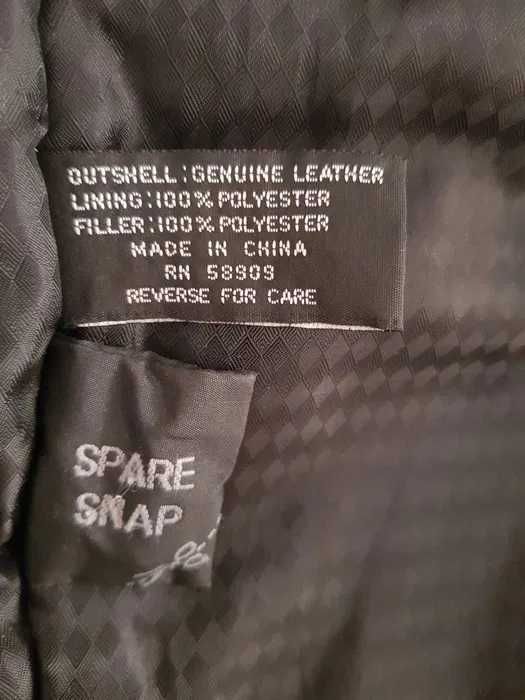 OUTSHELL:GENUINE LEATHER
LINING:100% POLYESTER
FILLER:100% POLYESTER
MADE IN CHINA
RN 58909
REVERSE FOR CARE
SPARE
SNAP